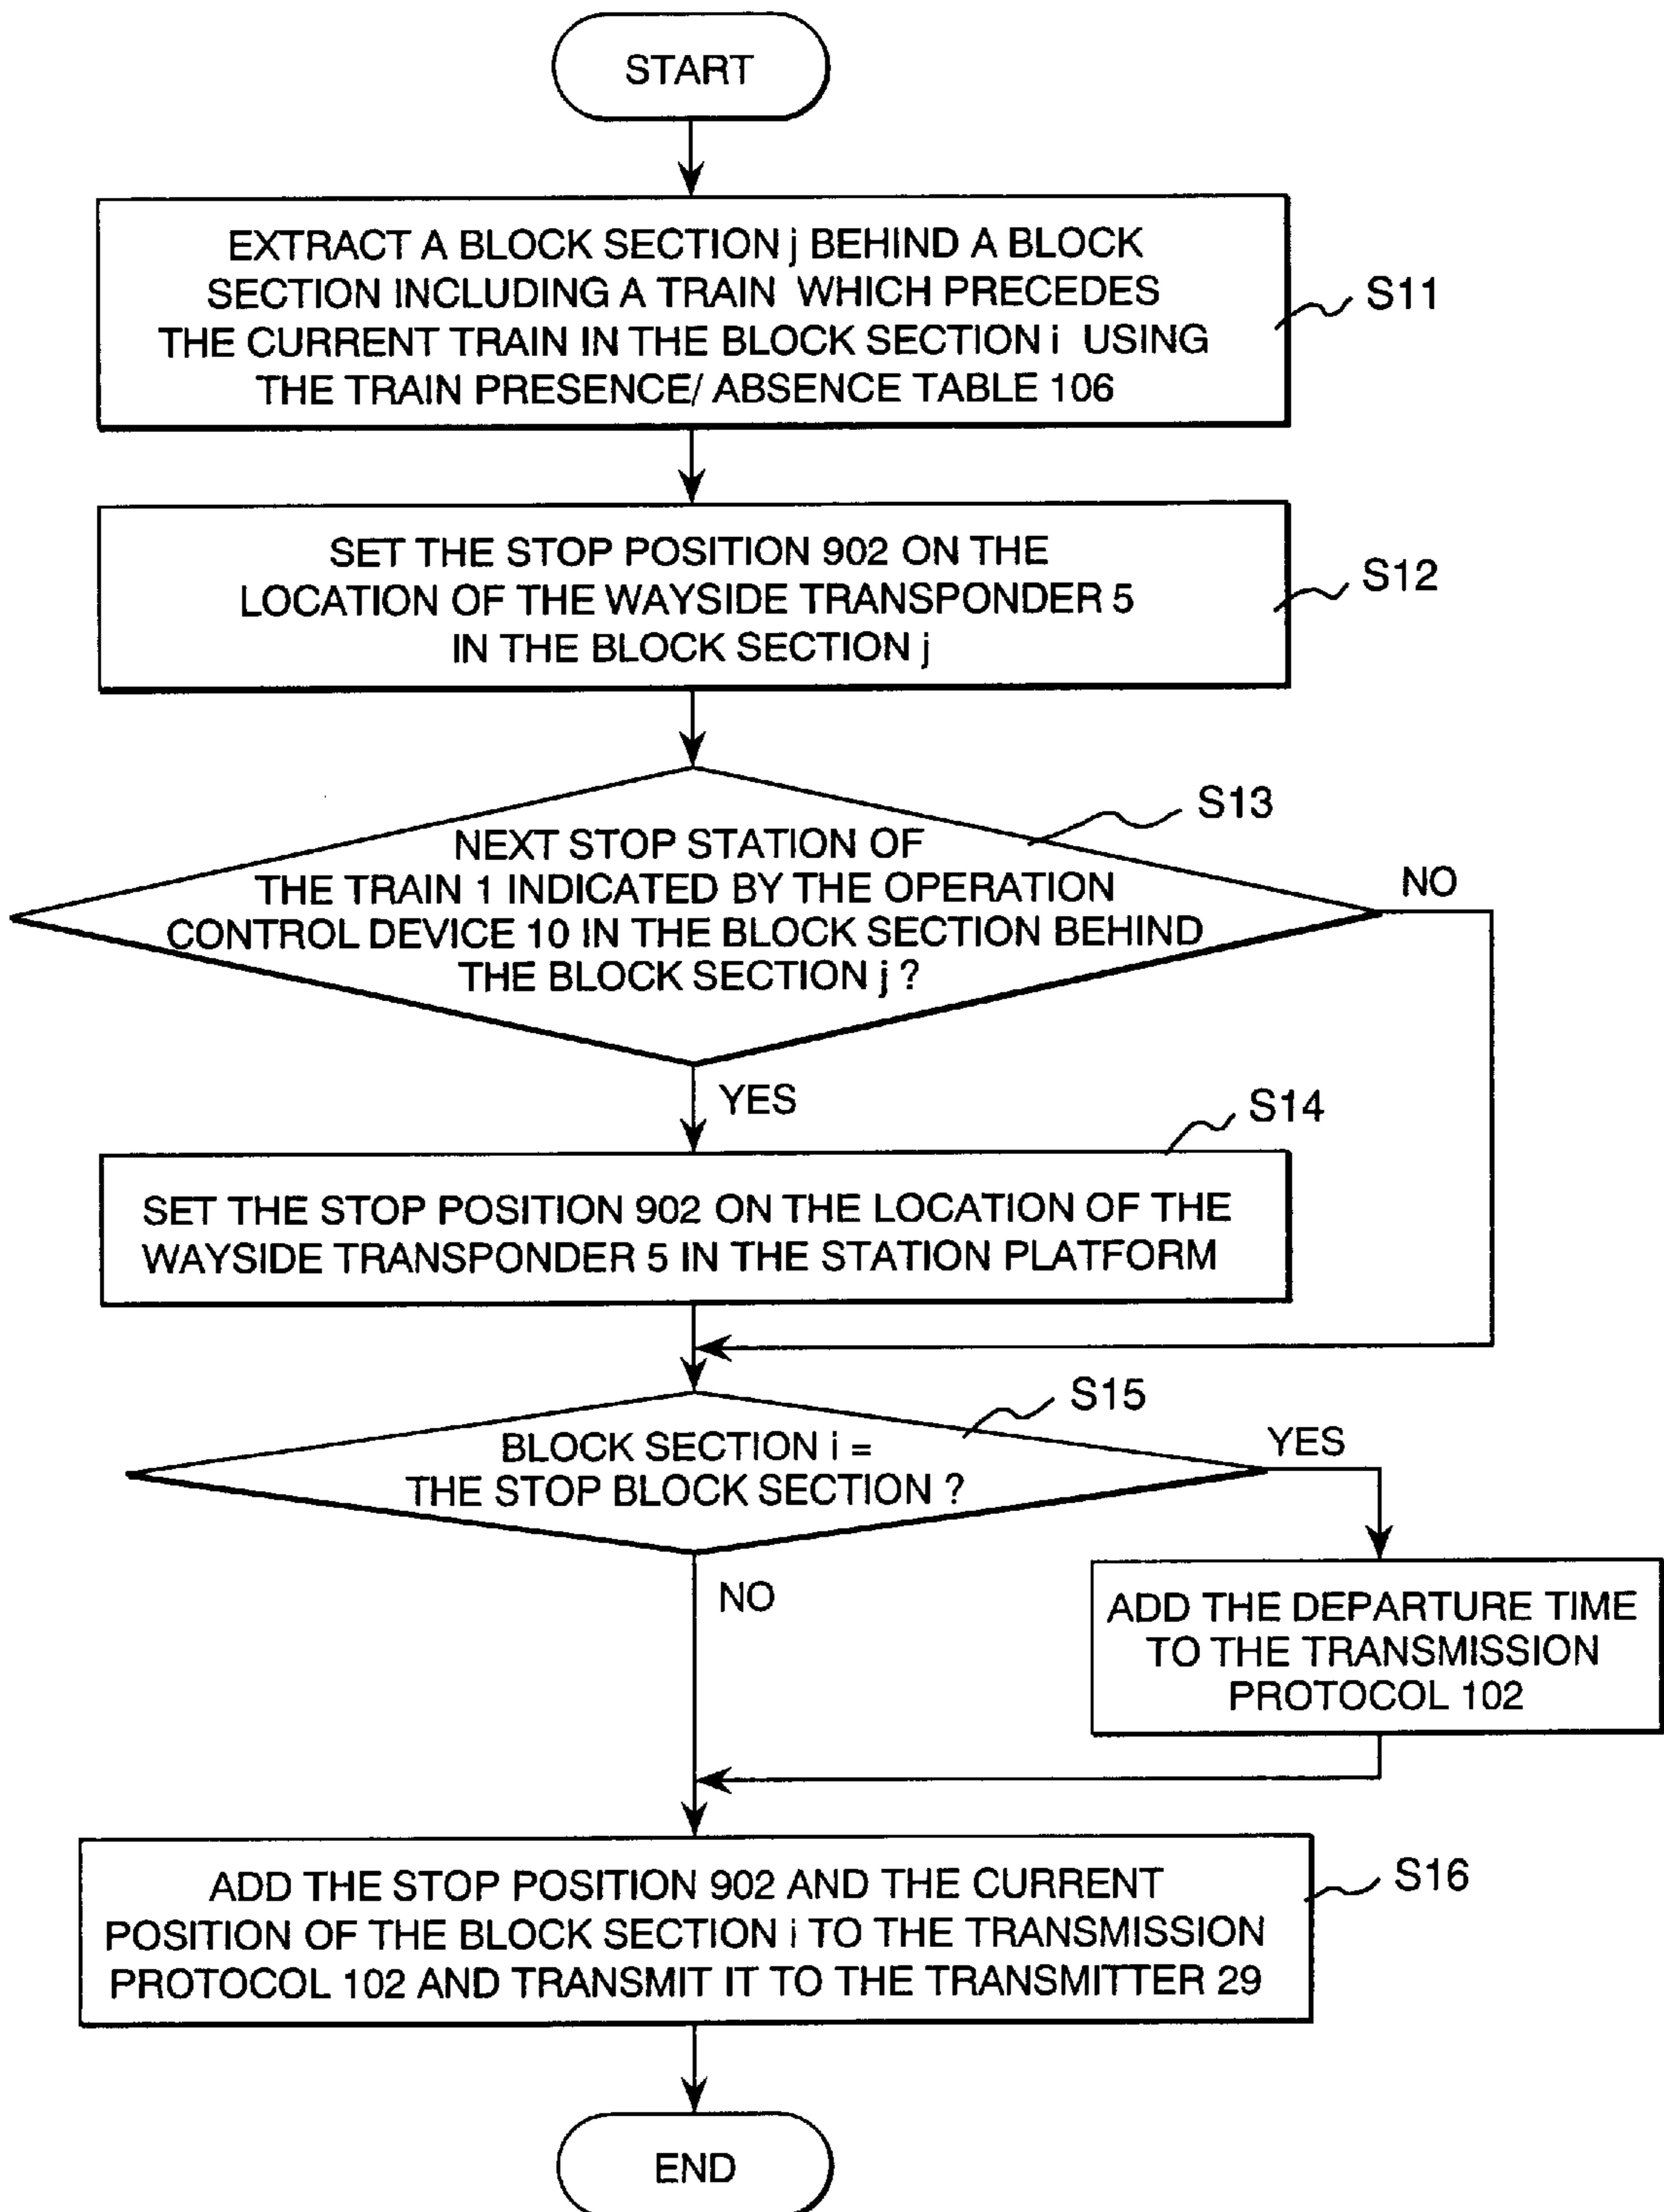 START
EXTRACT A BLOCK SECTION j BEHIND A BLOCK
SECTION INCLUDING A TRAIN WHICH PRECEDES
THE CURRENT TRAIN IN THE BLOCK SECTION i USING
THE TRAIN PRESENCE/ ABSENCE TABLE 106
S11
SET THE STOP POSITION 902 ON THE
LOCATION OF THE WAYSIDE TRANSPONDER 5
IN THE BLOCK SECTION j
S12
S13
NEXT STOP STATION OF
THE TRAIN 1 INDICATED BY THE OPERATION
CONTROL DEVICE 10 IN THE BLOCK SECTION BEHIND
THE BLOCK SECTION j ?
NO
YES
S14
SET THE STOP POSITION 902 ON THE LOCATION OF THE
WAYSIDE TRANSPONDER 5 IN THE STATION PLATFORM
S15
BLOCK SECTION i =
THE STOP BLOCK SECTION ?
YES
NO
ADD THE DEPARTURE TIME
TO THE TRANSMISSION
PROTOCOL 102
ADD THE STOP POSITION 902 AND THE CURRENT
POSITION OF THE BLOCK SECTION i TO THE TRANSMISSION
PROTOCOL 102 AND TRANSMIT IT TO THE TRANSMITTER 29
S16
END